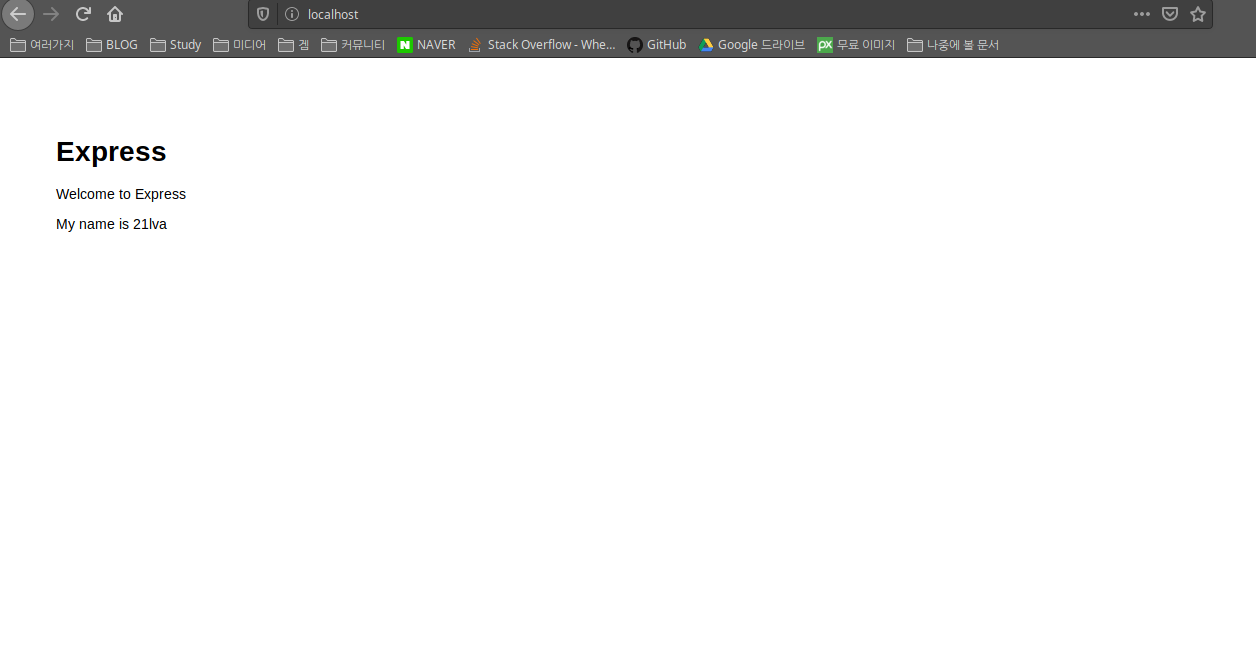 localhost
여러가지 BLOG Study 미디어 겜 커뮤니티 N NAVER Stack Overflow - Whe... GitHub Google 드라이브 px 무료 이미지 나중에 볼 문서
Express
Welcome to Express
My name is 21lva